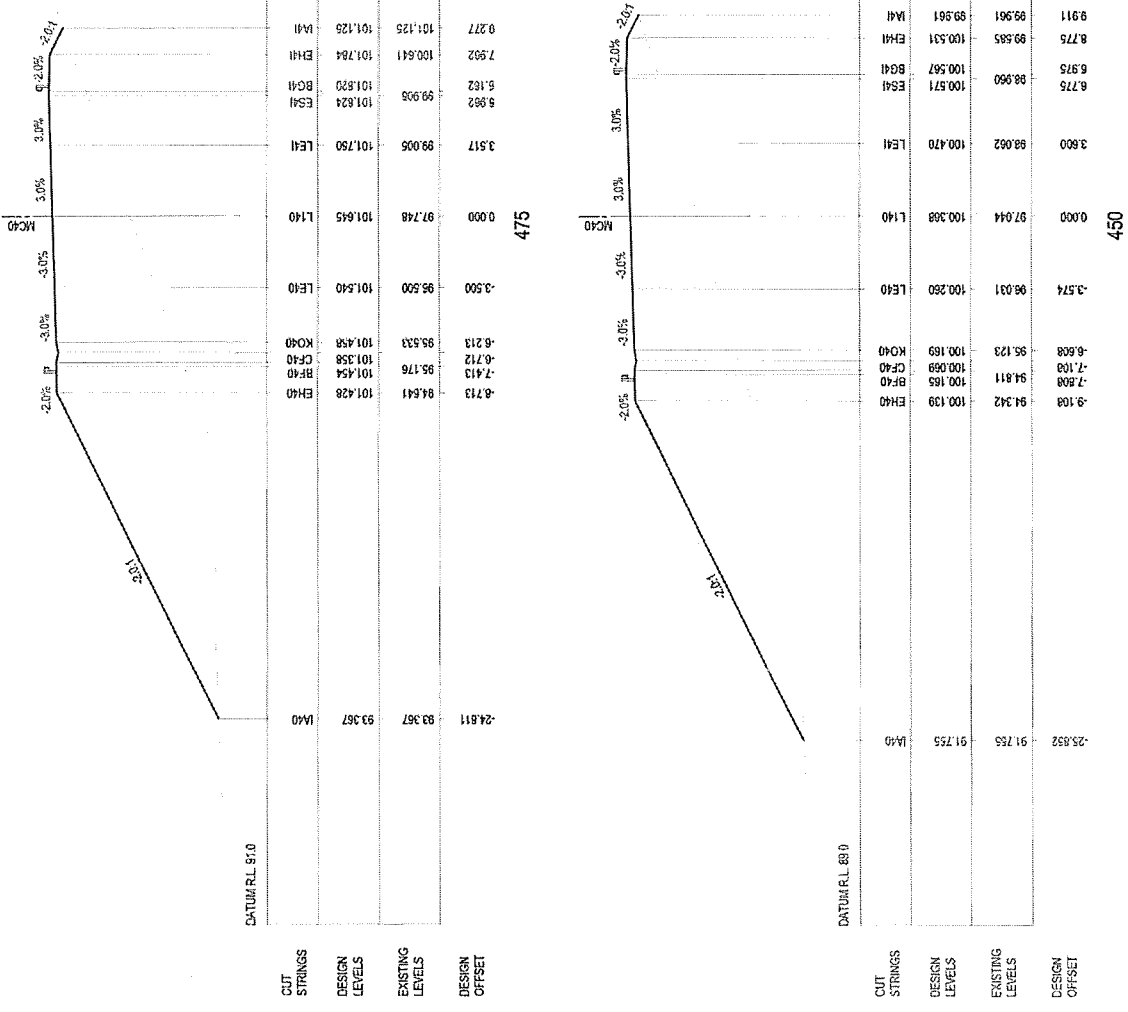 MC40
-2.0:1
-2.0%
m
-3.0%
-3.0%
3.0%
3.0%
q
-2.0%
-2.0:1
DATUM R.L. 91.0
CUT STRINGS IA40 EH40 BF40 CF40 KO40 LE40 L140 LE41 ES41 BG41 EH41 IA41
DESIGN LEVELS 93.367 101.428 101.454 101.358 101.458 101.540 101.645 101.750 101.824 101.820 101.784 101.125
EXISTING LEVELS 93.367 94.641 95.176 95.533 96.500 97.748 99.005 99.905 100.641 101.125
DESIGN OFFSET -24.811 -8.713 -7.413 -6.712 -6.213 -3.500 0.000 3.517 5.962 6.162 7.962 9.277
475
MC40
-2.0:1
-2.0%
m
-3.0%
-3.0%
3.0%
3.0%
q
-2.0%
-2.0:1
DATUM R.L. 89.0
CUT STRINGS IA40 EH40 BF40 CF40 KO40 LE40 L140 LE41 ES41 BG41 EH41 IA41
DESIGN LEVELS 91.755 100.139 100.165 100.069 100.169 100.260 100.368 100.470 100.571 100.567 100.531 99.961
EXISTING LEVELS 91.755 94.342 94.811 95.123 96.031 97.044 98.062 98.960 99.685 99.961
DESIGN OFFSET -25.852 -9.108 -7.808 -7.108 -6.608 -3.574 0.000 3.600 6.775 6.975 8.775 9.911
450